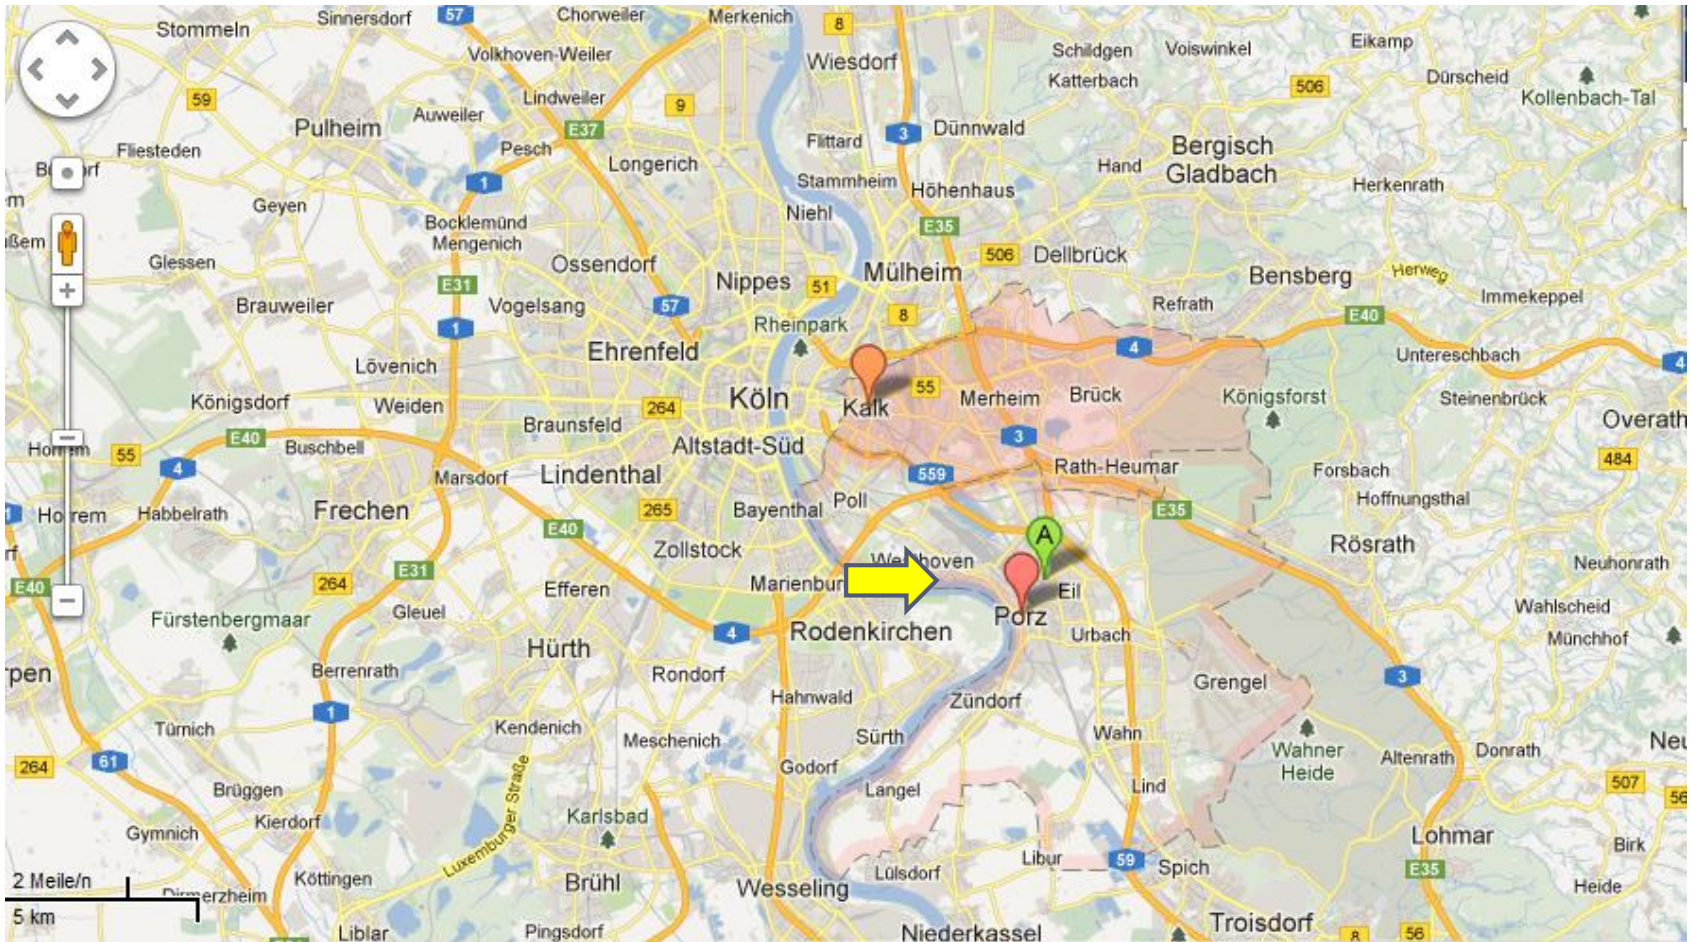 57
Sinnersdorf
Chorweiler
Merkenich
8
Stommeln
Volkhoven-Weiler
Wiesdorf
Schildgen
Voiswinkel
Eikamp
Katterbach
506
Dürscheid
Kollenbach-Tal
59
Lindweiler
9
Auweiler
Pulheim
E37
3
Dünnwald
Fliesteden
Pesch
Longerich
Flittard
Bergisch
Gladbach
Hand
1
Stammheim
Höhenhaus
Herkenrath
Geyen
Niehl
Bocklemünd
Mengenich
E35
Glessen
Ossendorf
Nippes
51
Mülheim
506
Dellbrück
Bensberg
Herweg
E31
Immekeppel
Brauweiler
Vogelsang
57
Refrath
1
Rheinpark
8
E40
Ehrenfeld
4
Untereschbach
4
Lövenich
Königsdorf
Weiden
264
Köln
Kalk
55
Merheim
Brück
Königsforst
Steinenbrück
Overath
Braunsfeld
E40
Buschbell
Altstadt-Süd
3
55
4
Marsdorf
Lindenthal
559
Rath-Heumar
Forsbach
484
Hoffnungsthal
Habbelrath
Frechen
265
Bayenthal
Poll
E35
E40
Zollstock
A
Rösrath
Neuhonrath
E31
264
Efferen
E40
Porz
Eil
Wahlscheid
Münchhof
Fürstenbergmaar
Gleuel
4
Rodenkirchen
Urbach
Hürth
Berrenrath
Rondorf
3
Grengel
Hahnwald
Zündorf
1
Türnich
Kendenich
Meschenich
Sürth
Wahn
Wahner
Heide
Altenrath
Donrath
264
61
Godorf
Langel
Lind
507
Brüggen
Luxemburger Straße
Karlsbad
Kierdorf
Gymnich
Lohmar
Birk
Libur
59
Spich
E35
2 Meile/n
Köttingen
Brühl
Wesseling
Lülsdorf
Heide
5 km
Liblar
Pingsdorf
Niederkassel
Troisdorf
8
56